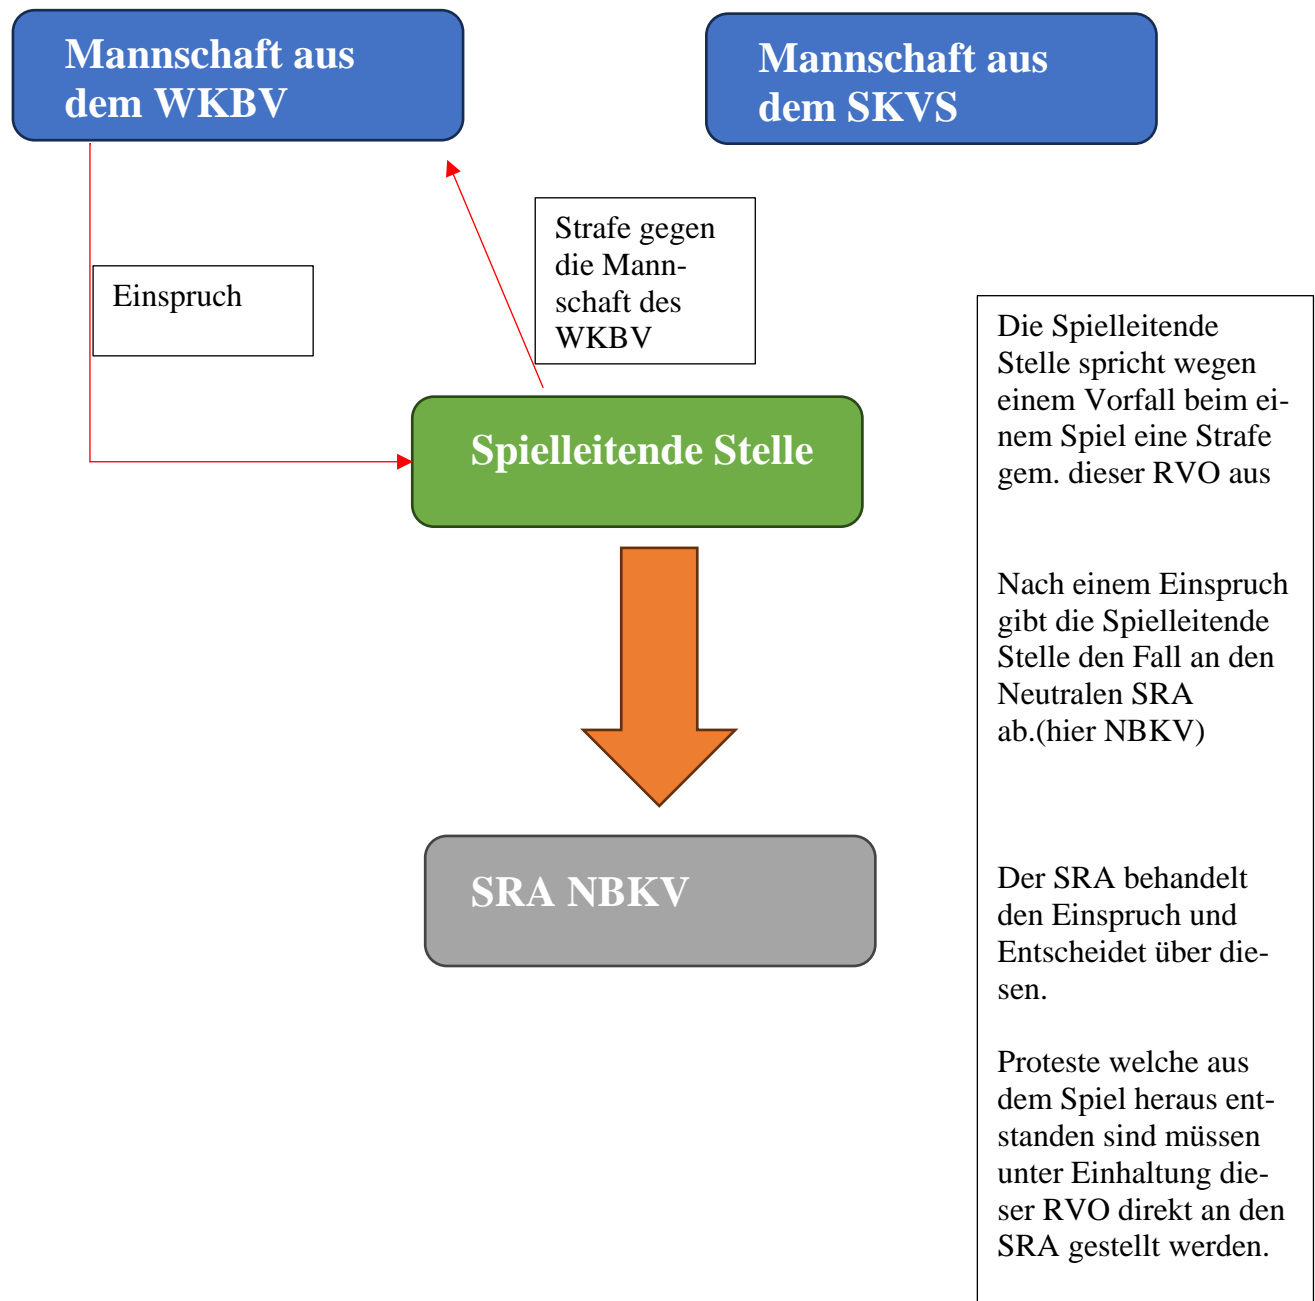 Mannschaft aus
dem WKBV
Mannschaft aus
dem SKVS
Strafe gegen
die Mann-
schaft des
WKBV
Einspruch
Spielleitende Stelle
SRA NBKV
Die Spielleitende
Stelle spricht wegen
einem Vorfall beim ei-
nem Spiel eine Strafe
gem. dieser RVO aus
Nach einem Einspruch
gibt die Spielleitende
Stelle den Fall an den
Neutralen SRA
ab.(hier NBKV)
Der SRA behandelt
den Einspruch und
Entscheidet über die-
sen.
Proteste welche aus
dem Spiel heraus ent-
standen sind müssen
unter Einhaltung die-
ser RVO direkt an den
SRA gestellt werden.